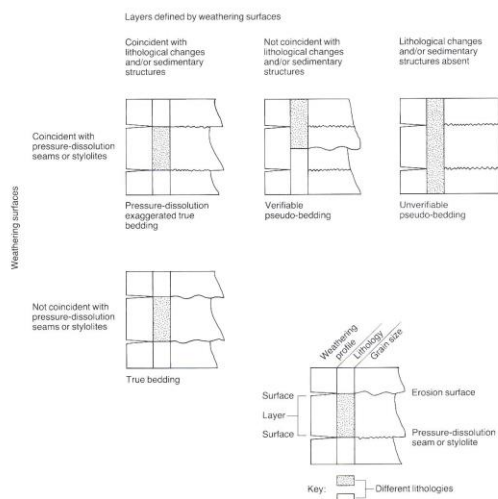 Layers defined by weathering surfaces
Coincident with
lithological changes
and/or sedimentary
structures
Not coincident with
lithological changes
and/or sedimentary
structures
Lithological changes
and/or sedimentary
structures absent
Weathering surfaces
Coincident with
pressure-dissolution
seams or stylolites
Pressure-dissolution
exaggerated true
bedding
Verifiable
pseudo-bedding
Unverifiable
pseudo-bedding
Not coincident with
pressure-dissolution
seams or stylolites
True bedding
Weathering
profile
Lithology
Grain size
Surface
Layer
Surface
Erosion surface
Pressure-dissolution
seam or stylolite
Key:
Different lithologies